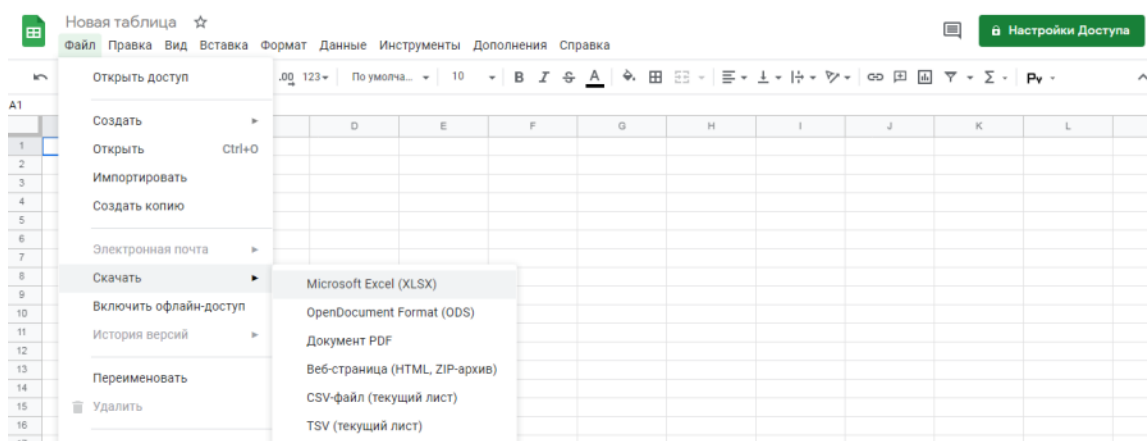 Новая таблица
Файл Правка Вид Вставка Формат Данные Инструменты Дополнения Справка
Настройки Доступа
.00 123 По умолча... 10 B I S A Σ Py
A1
D E F G H I J K L
1
2
3
4
5
6
7
8
9
10
11
12
13
14
15
16
Открыть доступ
Создать
Открыть Ctrl+O
Импортировать
Создать копию
Электронная почта
Скачать
Включить офлайн-доступ
История версий
Переименовать
Удалить
Microsoft Excel (XLSX)
OpenDocument Format (ODS)
Документ PDF
Веб-страница (HTML, ZIP-архив)
CSV-файл (текущий лист)
TSV (текущий лист)